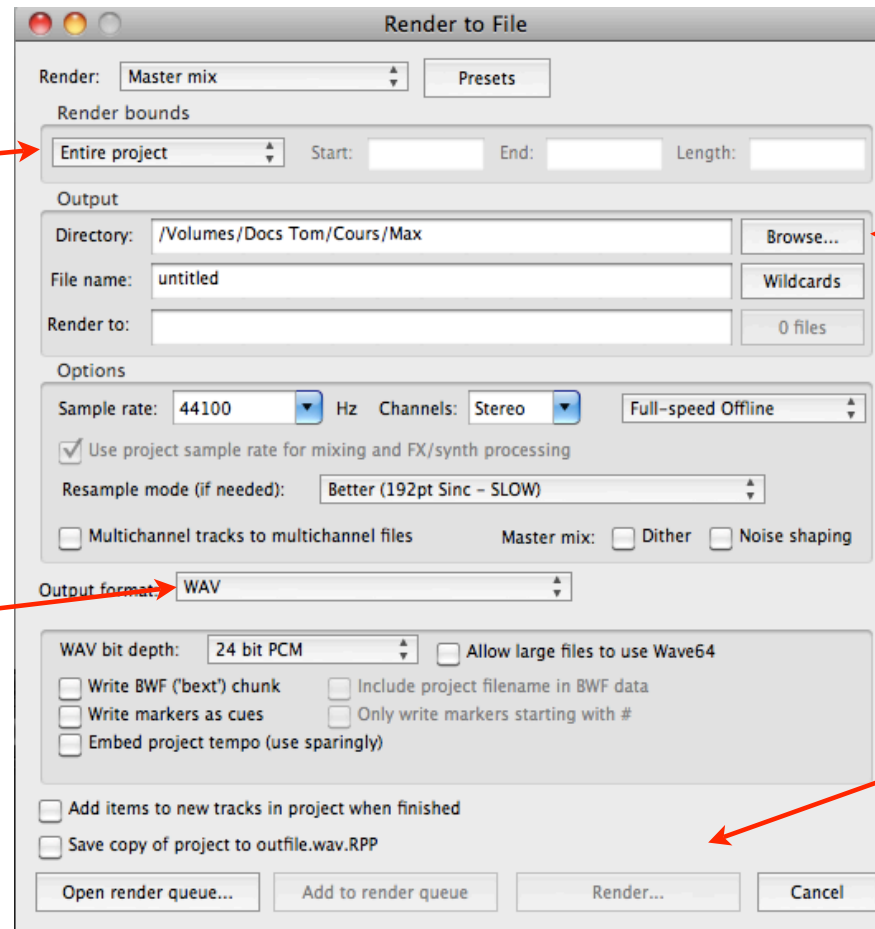 Render to File
Render: Master mix Presets
Render bounds
Entire project Start: End: Length:
Output
Directory: /Volumes/Docs Tom/Cours/Max Browse...
File name: untitled Wildcards
Render to: 0 files
Options
Sample rate: 44100 Hz Channels: Stereo Full-speed Offline
Use project sample rate for mixing and FX/synth processing
Resample mode (if needed): Better (192pt Sinc - SLOW)
Multichannel tracks to multichannel files Master mix: Dither Noise shaping
Output format: WAV
WAV bit depth: 24 bit PCM Allow large files to use Wave64
Write BWF ('bext') chunk Include project filename in BWF data
Write markers as cues Only write markers starting with #
Embed project tempo (use sparingly)
Add items to new tracks in project when finished
Save copy of project to outfile.wav.RPP
Open render queue... Add to render queue Render... Cancel